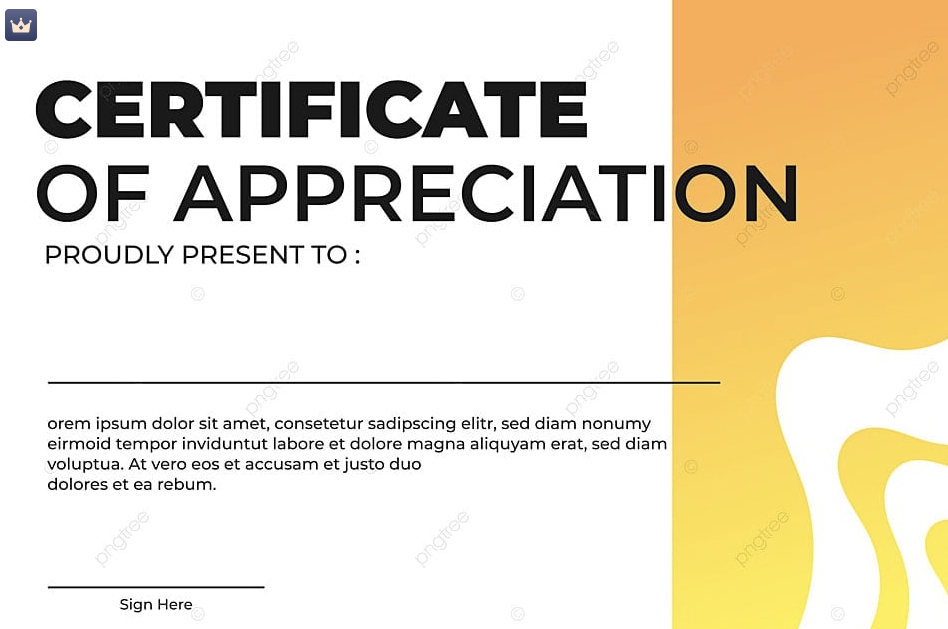 CERTIFICATE
OF APPRECIATION
PROUDLY PRESENT TO :
orem ipsum dolor sit amet, consetetur sadipscing elitr, sed diam nonumy
eirmoid tempor inviduntut labore et dolore magna aliquyam erat, sed diam
voluptua. At vero eos et accusam et justo duo
dolores et ea rebum.
Sign Here
pngtree